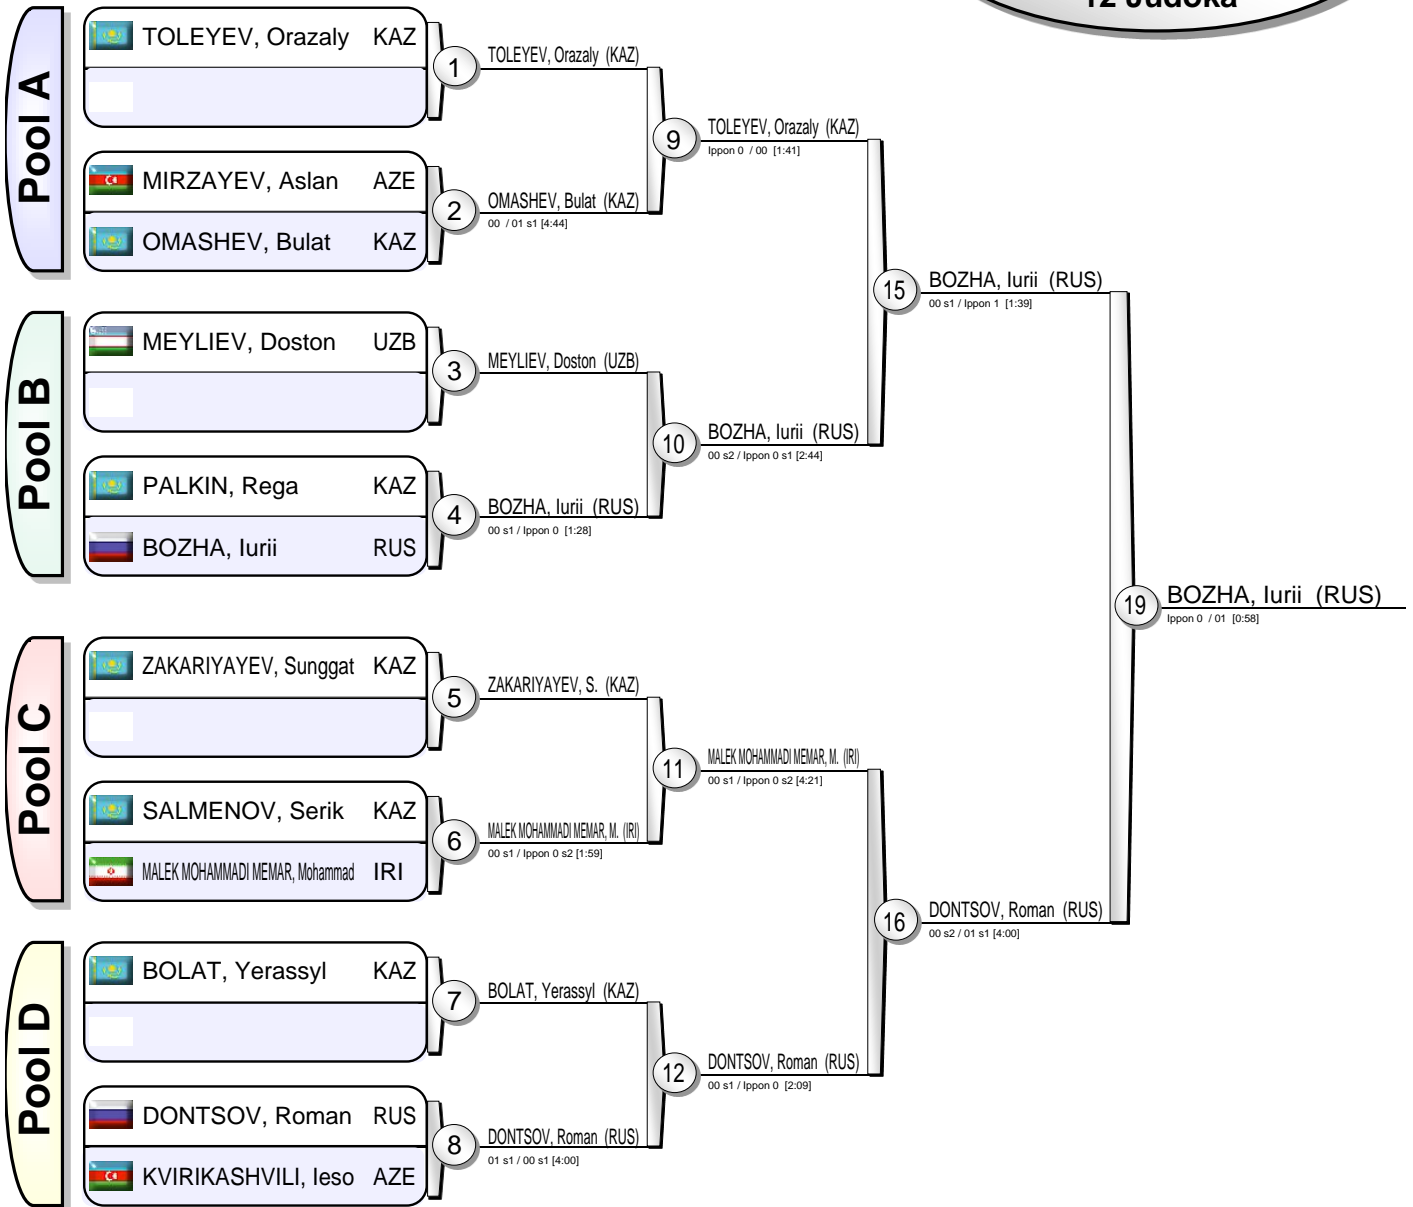 12 Judoka
Pool A
TOLEYEV, Orazaly KAZ
MIRZAYEV, Aslan AZE
OMASHEV, Bulat KAZ
1
TOLEYEV, Orazaly (KAZ)
2
OMASHEV, Bulat (KAZ)
00 / 01 s1 [4:44]
9
TOLEYEV, Orazaly (KAZ)
Ippon 0 / 00 [1:41]
Pool B
MEYLIEV, Doston UZB
PALKIN, Rega KAZ
BOZHA, Iurii RUS
3
MEYLIEV, Doston (UZB)
4
BOZHA, Iurii (RUS)
00 s1 / Ippon 0 [1:28]
10
BOZHA, Iurii (RUS)
00 s2 / Ippon 0 s1 [2:44]
15
BOZHA, Iurii (RUS)
00 s1 / Ippon 1 [1:39]
Pool C
ZAKARIYAYEV, Sunggat KAZ
SALMENOV, Serik KAZ
MALEK MOHAMMADI MEMAR, Mohammad IRI
5
ZAKARIYAYEV, S. (KAZ)
6
MALEK MOHAMMADI MEMAR, M. (IRI)
00 s1 / Ippon 0 s2 [1:59]
11
MALEK MOHAMMADI MEMAR, M. (IRI)
00 s1 / Ippon 0 s2 [4:21]
Pool D
BOLAT, Yerassyl KAZ
DONTSOV, Roman RUS
KVIRIKASHVILI, Ieso AZE
7
BOLAT, Yerassyl (KAZ)
8
DONTSOV, Roman (RUS)
01 s1 / 00 s1 [4:00]
12
DONTSOV, Roman (RUS)
00 s1 / Ippon 0 [2:09]
16
DONTSOV, Roman (RUS)
00 s2 / 01 s1 [4:00]
19
BOZHA, Iurii (RUS)
Ippon 0 / 01 [0:58]